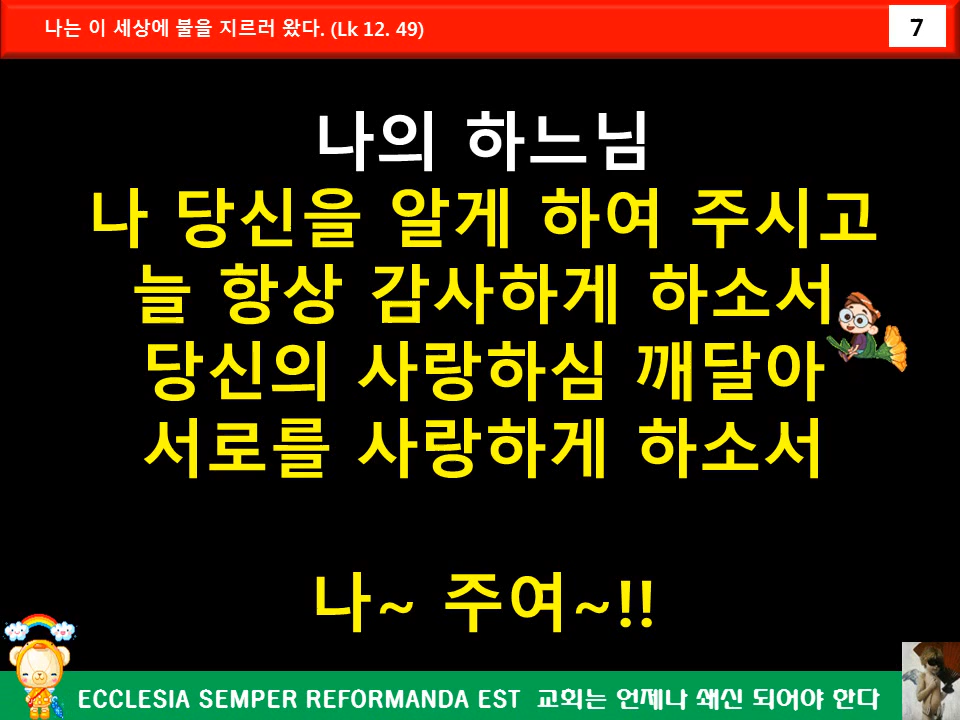 나는 이 세상에 불을 지르러 왔다. (Lk 12. 49)
7
나의 하느님
나 당신을 알게 하여 주시고
늘 항상 감사하게 하소서
당신의 사랑하심 깨달아
서로를 사랑하게 하소서
나~ 주여~!!
ECCLESIA SEMPER REFORMANDA EST 교회는 언제나 쇄신 되어야 한다